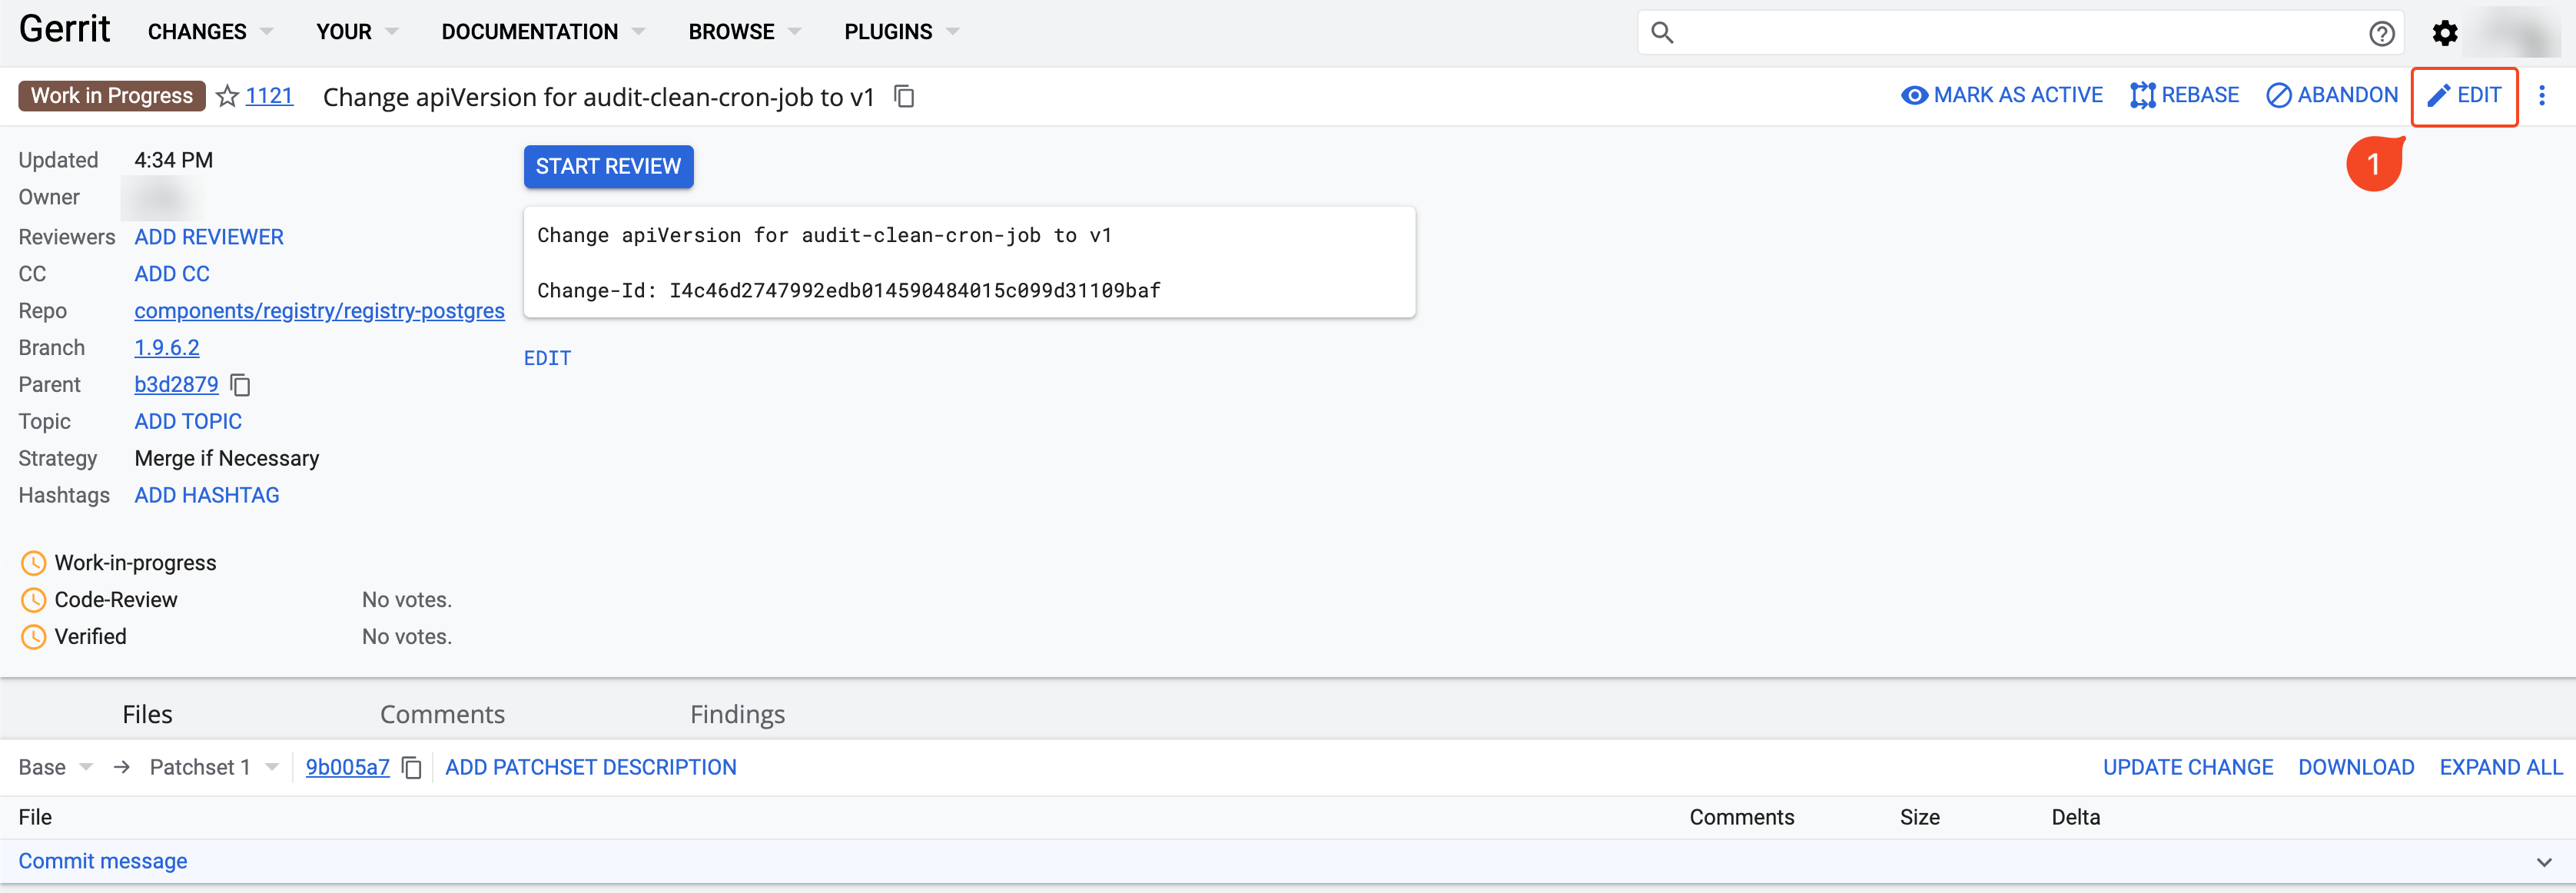 Gerrit CHANGES YOUR DOCUMENTATION BROWSE PLUGINS
Work in Progress 1121 Change apiVersion for audit-clean-cron-job to v1 MARK AS ACTIVE REBASE ABANDON EDIT
1
Updated 4:34 PM
Owner
Reviewers ADD REVIEWER
CC ADD CC
Repo components/registry/registry-postgres
Branch 1.9.6.2
Parent b3d2879
Topic ADD TOPIC
Strategy Merge if Necessary
Hashtags ADD HASHTAG
START REVIEW
Change apiVersion for audit-clean-cron-job to v1
Change-Id: I4c46d2747992edb014590484015c099d31109baf
EDIT
Work-in-progress
Code-Review No votes.
Verified No votes.
Files Comments Findings
Base → Patchset 1 9b005a7 ADD PATCHSET DESCRIPTION UPDATE CHANGE DOWNLOAD EXPAND ALL
File Comments Size Delta
Commit message